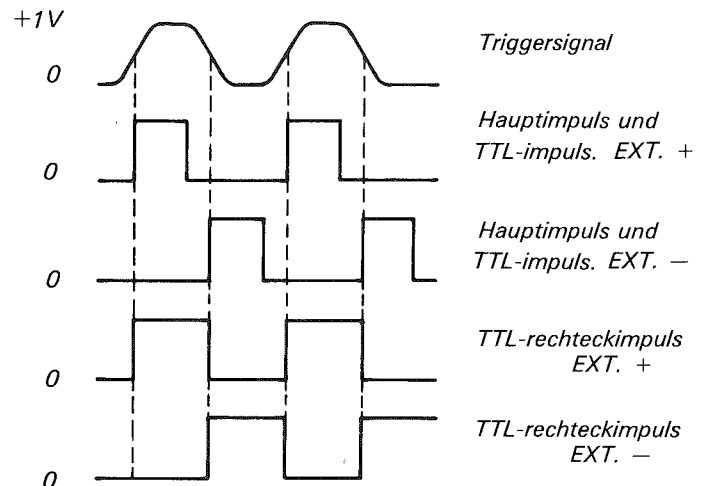 +1V
0
Triggersignal
Hauptimpuls und
TTL-impuls. EXT. +
0
Hauptimpuls und
TTL-impuls. EXT. —
0
TTL-rechteckimpuls
EXT. +
0
TTL-rechteckimpuls
EXT. —
0